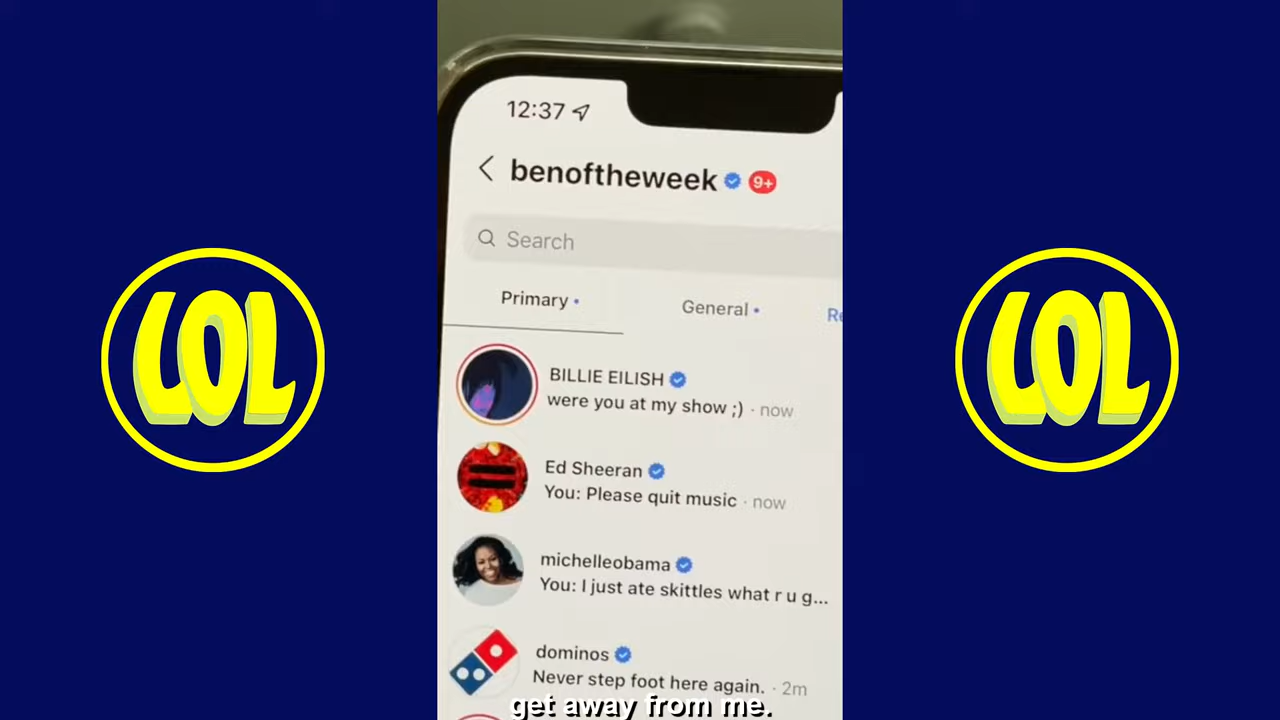 LOL
12:37
benoftheweek 9+
Search
Primary • General •
BILLIE EILISH
were you at my show ;) · now
Ed Sheeran
You: Please quit music · now
michelleobama
You: I just ate skittles what r u g...
dominos
Never step foot here again. · 2m
get away from me.
LOL